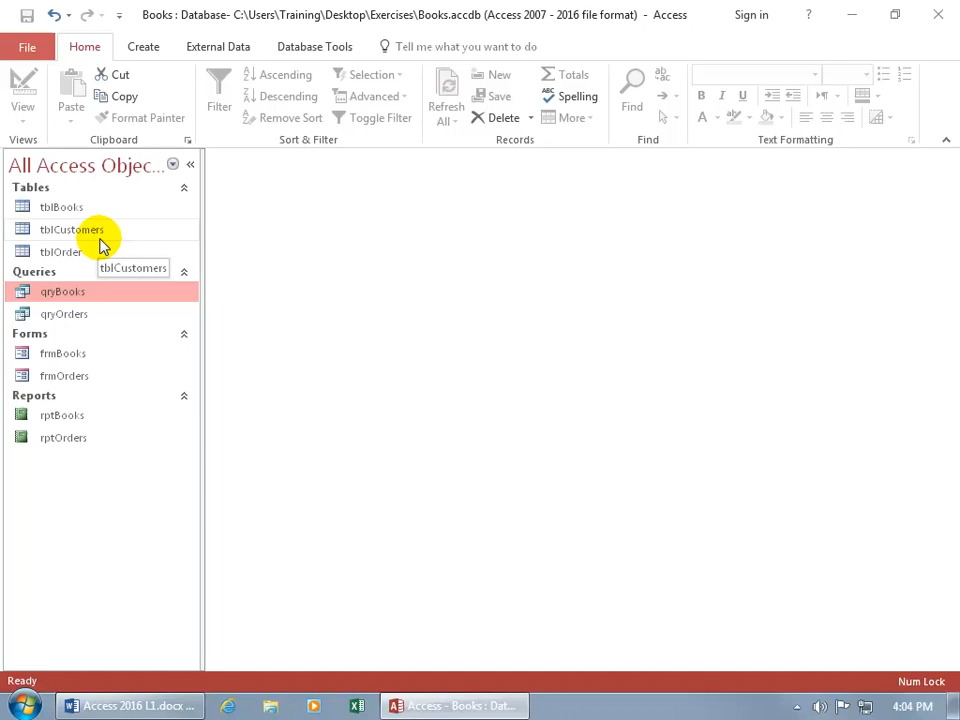 Books : Database- C:\Users\Training\Desktop\Exercises\Books.accdb (Access 2007 - 2016 file format) - Access
Sign in
?
File
Home
Create
External Data
Database Tools
Tell me what you want to do
View
Views
Paste
Cut
Copy
Format Painter
Clipboard
Filter
Ascending
Descending
Remove Sort
Selection
Advanced
Toggle Filter
Sort & Filter
Refresh
All
New
Save
Delete
Totals
Spelling
More
Records
Find
Find
B I U
A
Text Formatting
All Access Objec...
Tables
tblBooks
tblCustomers
tblOrder
tblCustomers
Queries
qryBooks
qryOrders
Forms
frmBooks
frmOrders
Reports
rptBooks
rptOrders
Ready
Num Lock
Access 2016 L1.docx ...
Access - Books : Dat...
4:04 PM